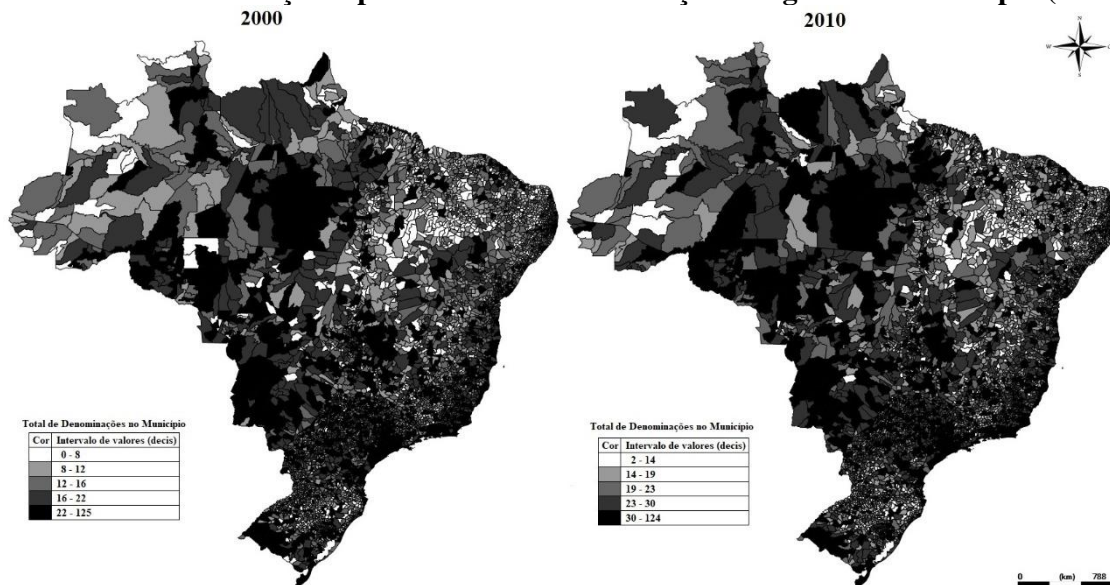 2000
2010
N
W
S
Total de Denominações no Município
Cor Intervalo de valores (decis)
0 - 8
8 - 12
12 - 16
16 - 22
22 - 125
Total de Denominações no Município
Cor Intervalo de valores (decis)
2 - 14
14 - 19
19 - 23
23 - 30
30 - 124
0 (km) 788